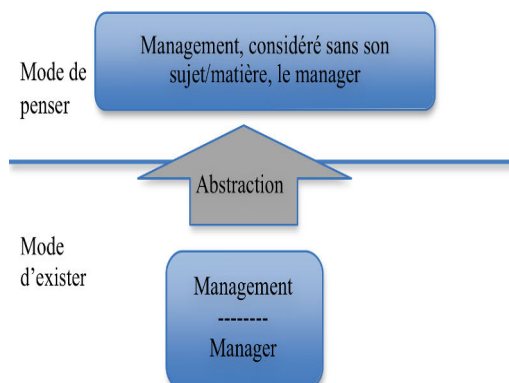 Management, considéré sans son
sujet/matière, le manager
Mode de
penser
Abstraction
Mode
d'exister
Management
--------
Manager